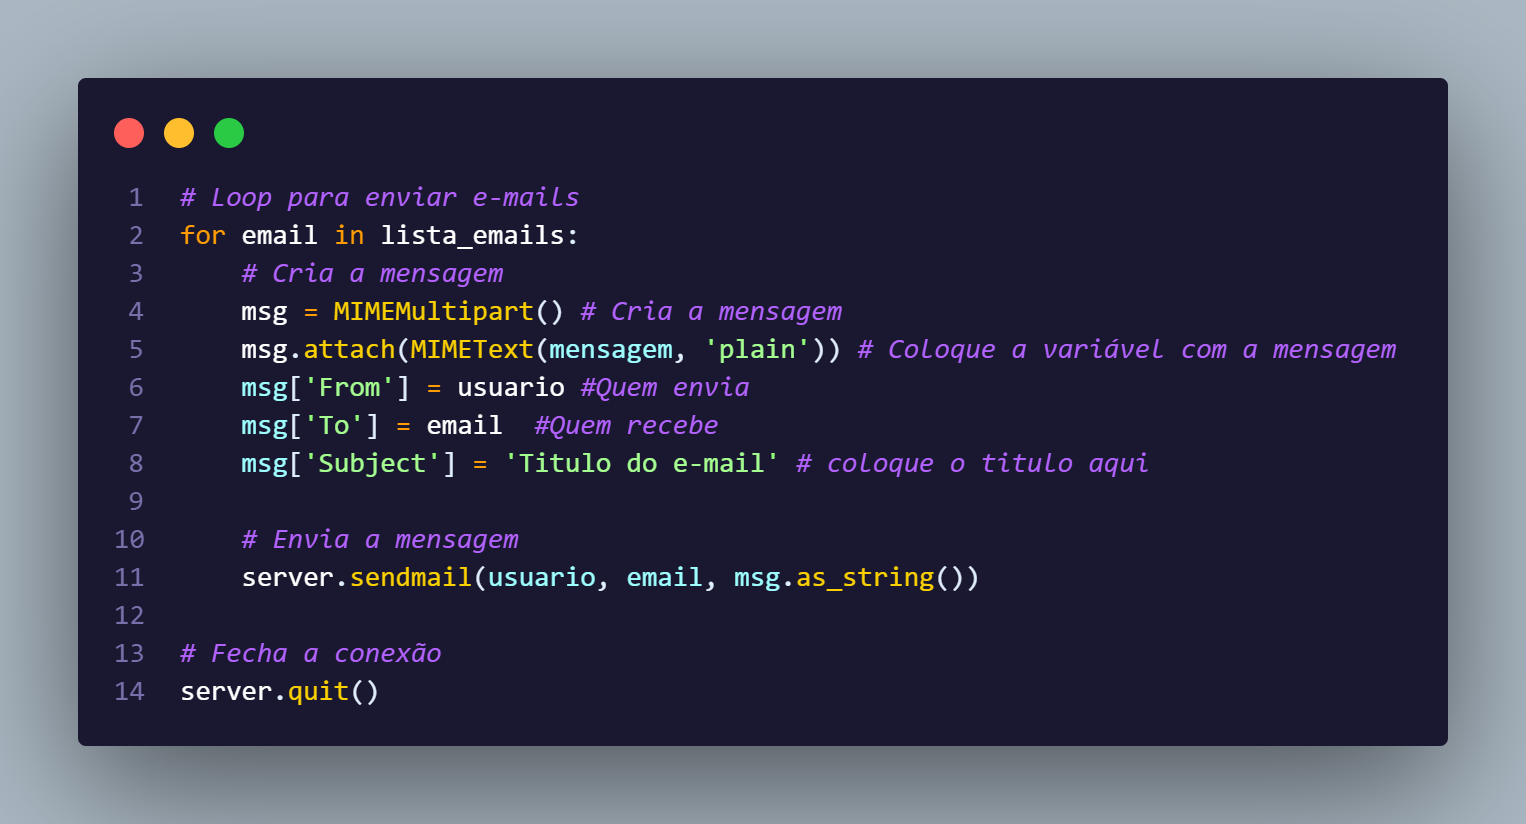 1 # Loop para enviar e-mails
2 for email in lista_emails:
3     # Cria a mensagem
4     msg = MIMEMultipart() # Cria a mensagem
5     msg.attach(MIMEText(mensagem, 'plain')) # Coloque a variável com a mensagem
6     msg['From'] = usuario #Quem envia
7     msg['To'] = email  #Quem recebe
8     msg['Subject'] = 'Titulo do e-mail' # coloque o titulo aqui
9
10     # Envia a mensagem
11     server.sendmail(usuario, email, msg.as_string())
12
13 # Fecha a conexão
14 server.quit()